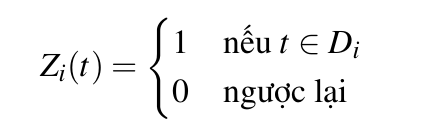 Z_i(t) = { 1 nếu t ∈ D_i
0 ngược lại